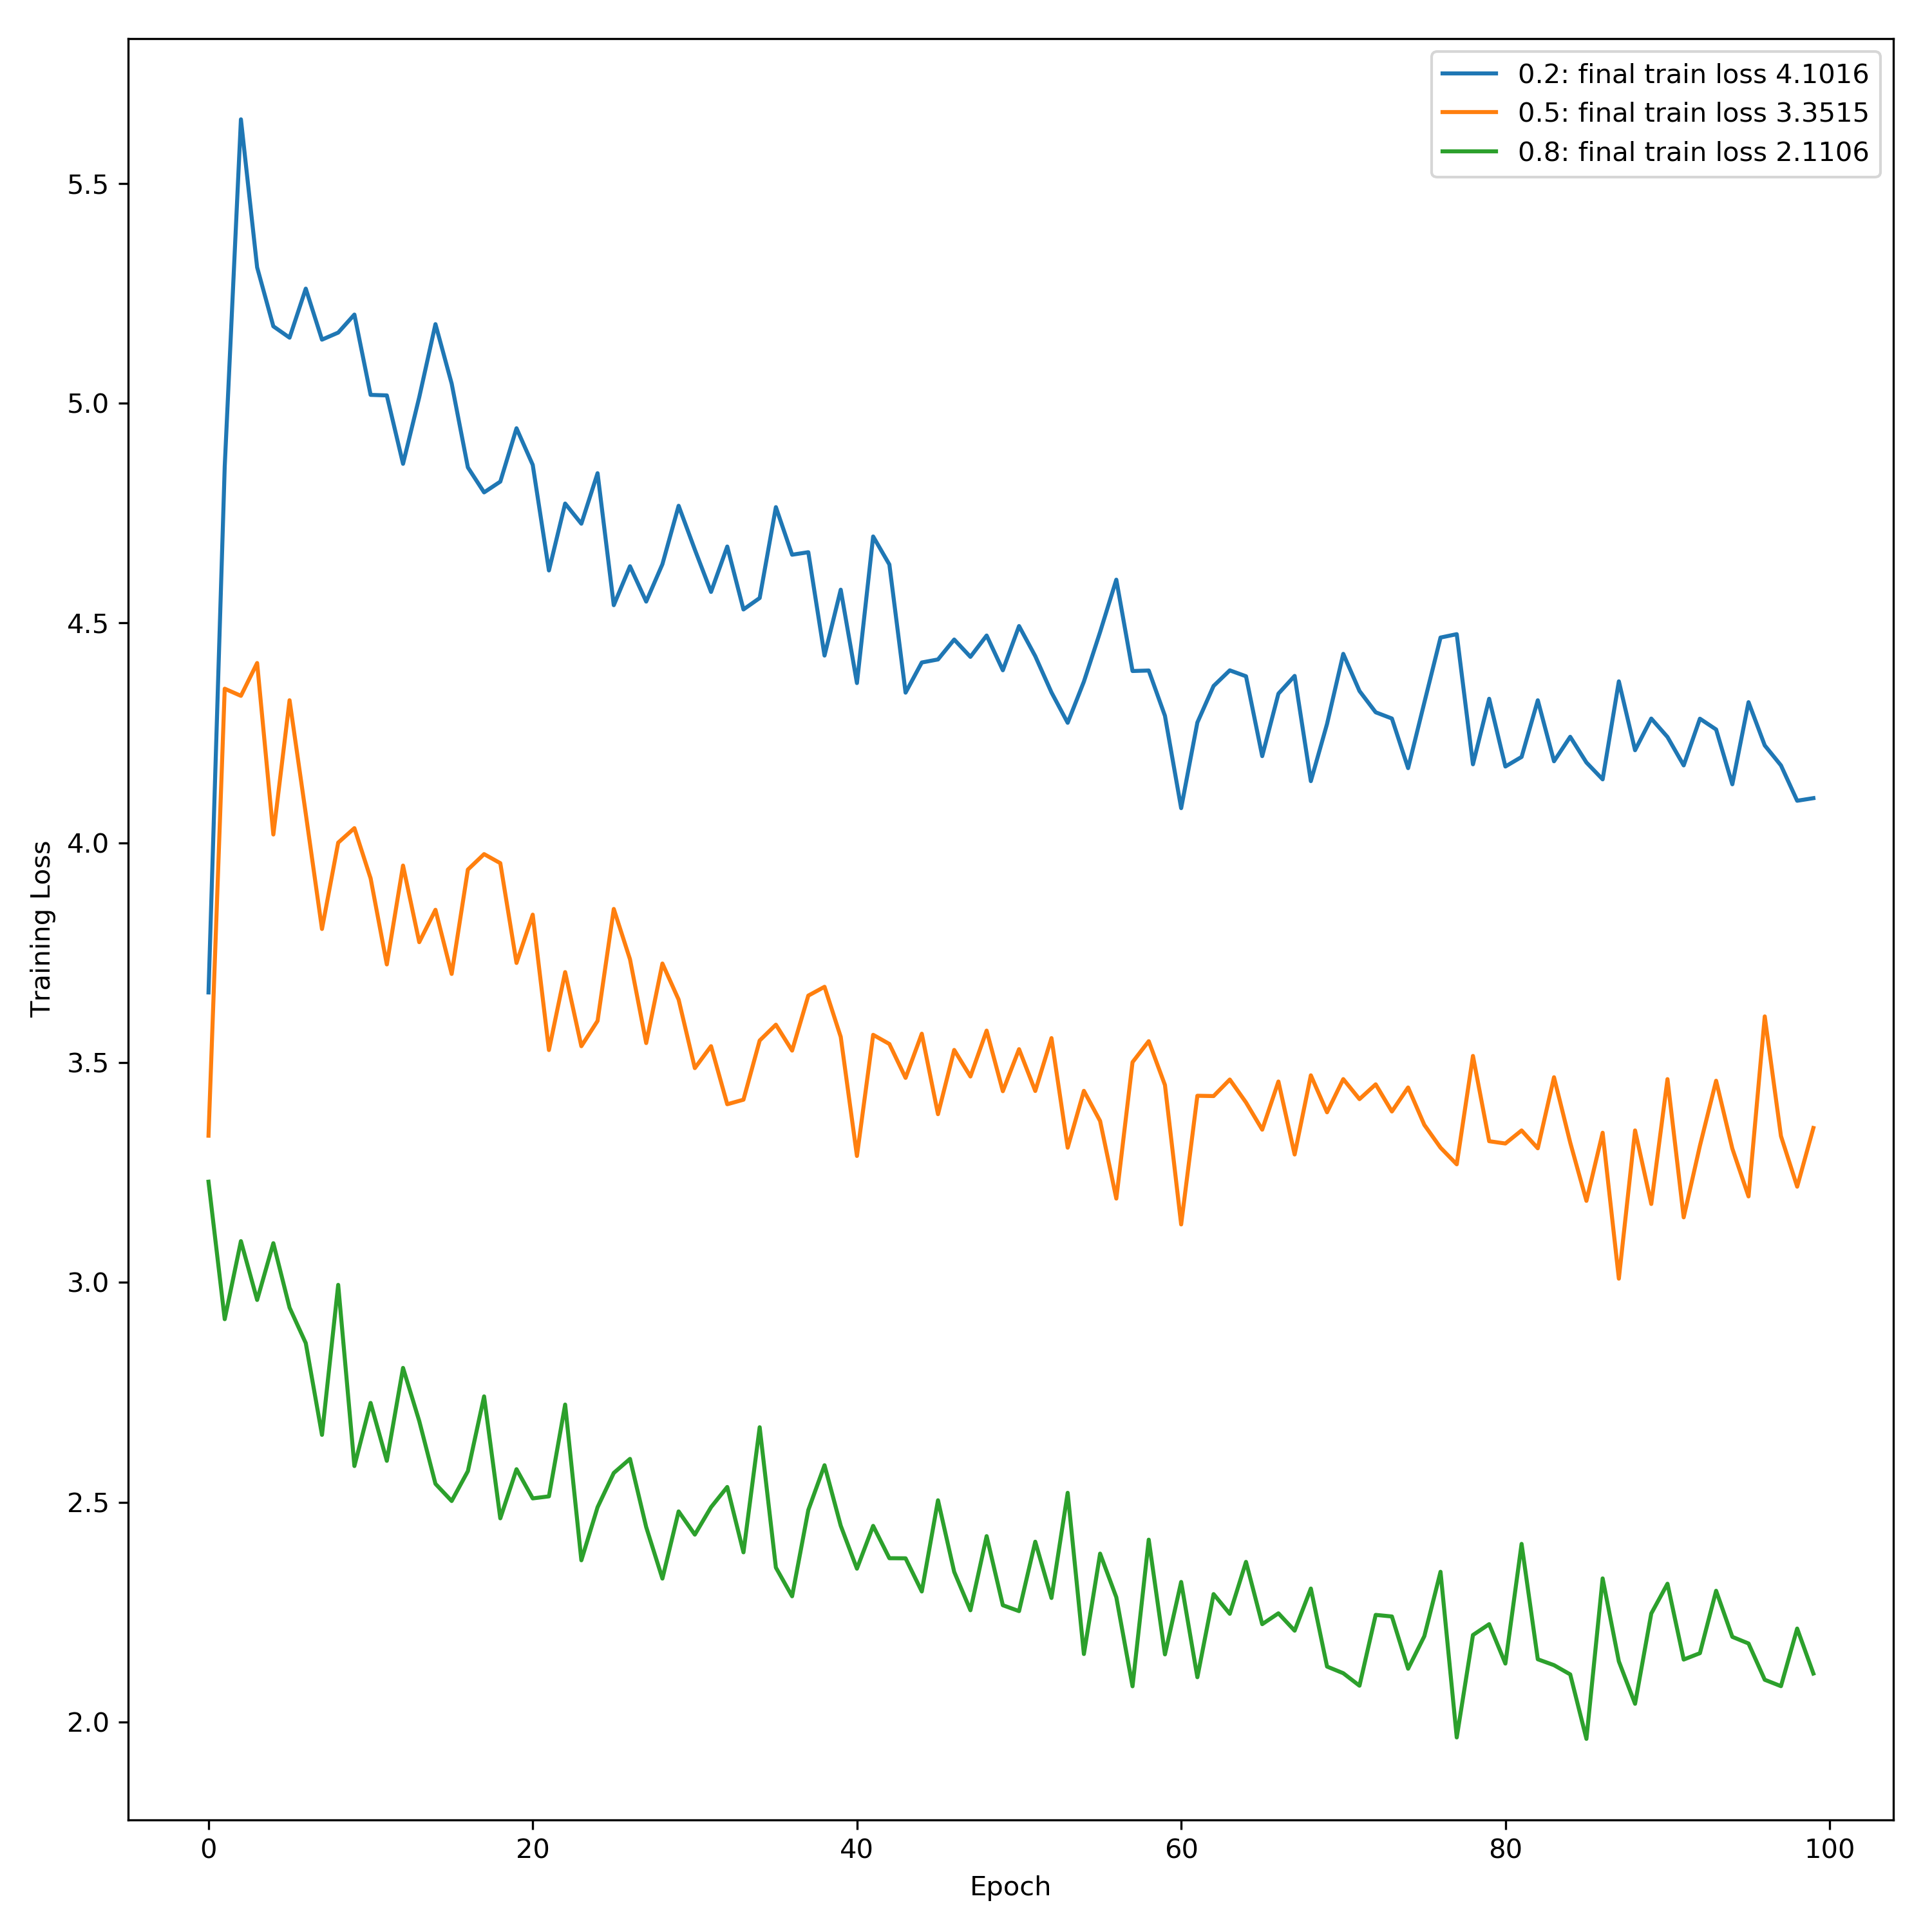 0.2: final train loss 4.1016
0.5: final train loss 3.3515
0.8: final train loss 2.1106
Training Loss
5.5
5.0
4.5
4.0
3.5
3.0
2.5
2.0
0 20 40 60 80 100
Epoch